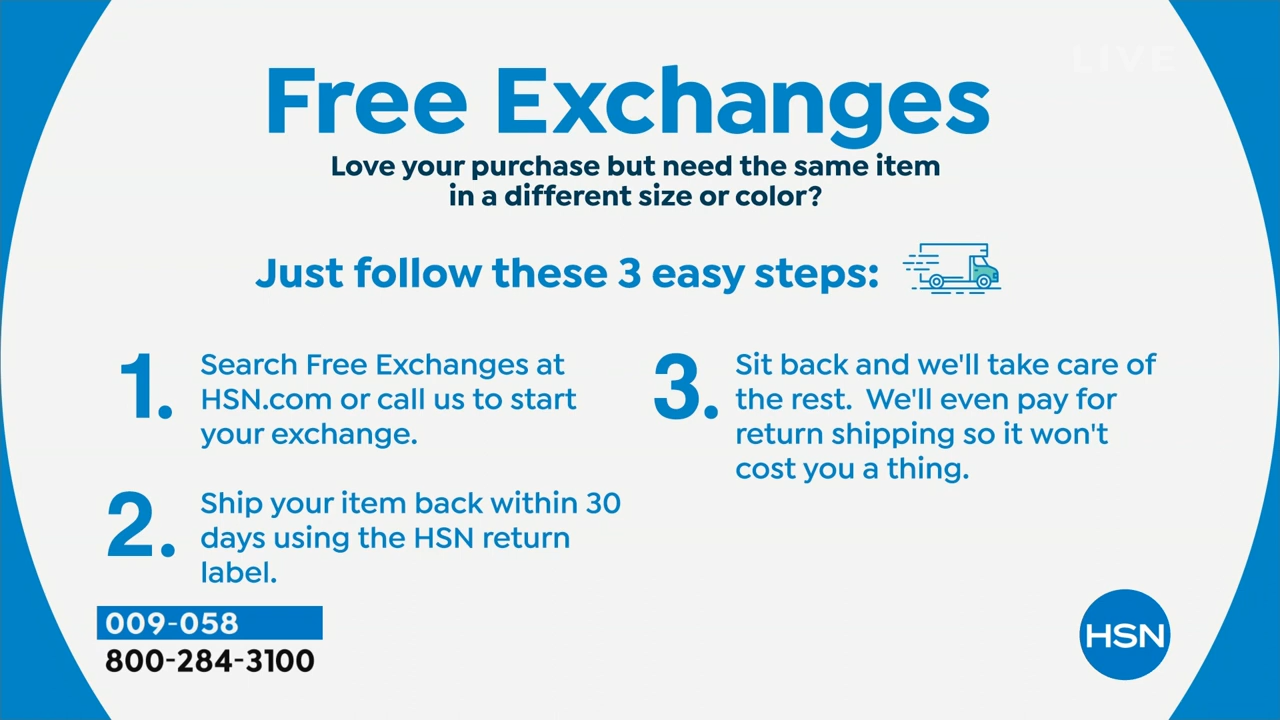 LIVE
Free Exchanges
Love your purchase but need the same item
in a different size or color?
Just follow these 3 easy steps:
1. Search Free Exchanges at
HSN.com or call us to start
your exchange.
2. Ship your item back within 30
days using the HSN return
label.
3. Sit back and we'll take care of
the rest. We'll even pay for
return shipping so it won't
cost you a thing.
009-058
800-284-3100
HSN